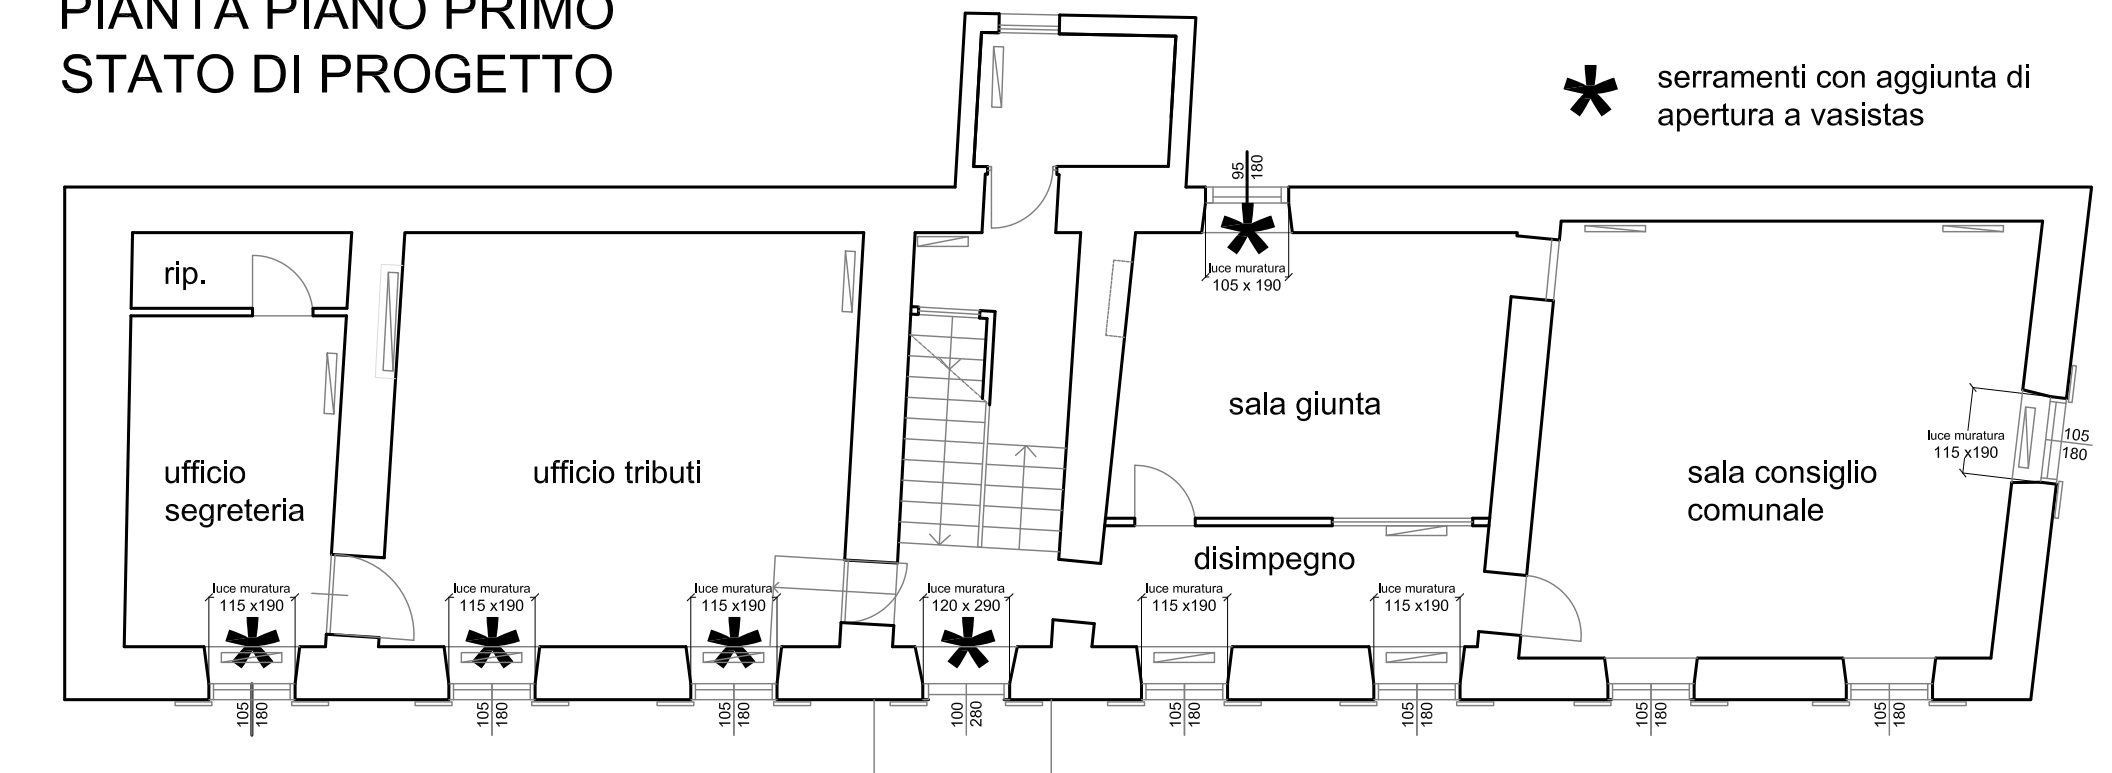 PIANTA PIANO PRIMO
STATO DI PROGETTO
serramenti con aggiunta di
apertura a vasistas
95
180
luce muratura
105 x 190
rip.
sala giunta
ufficio
segreteria
ufficio tributi
sala consiglio
comunale
luce muratura
115 x190
105
180
disimpegno
luce muratura
115 x190
luce muratura
115 x190
luce muratura
115 x190
luce muratura
120 x 290
luce muratura
115 x190
luce muratura
115 x190
105
180
105
180
105
180
100
280
105
180
105
180
105
180
105
180